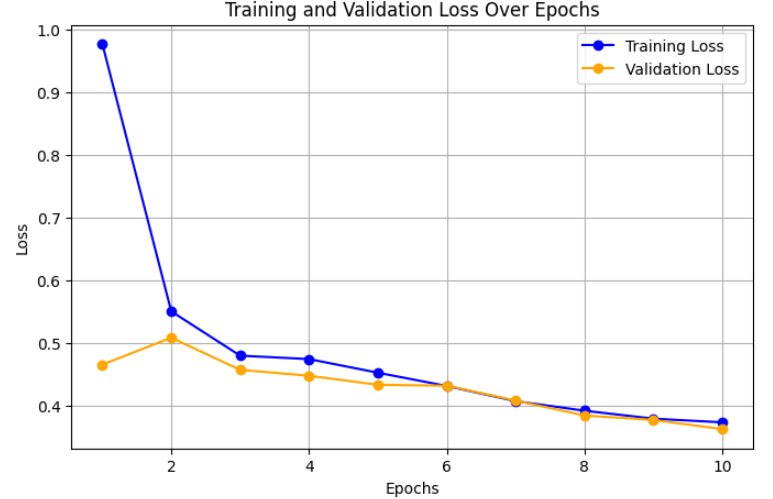 Training and Validation Loss Over Epochs
1.0
Training Loss
Validation Loss
0.9
0.8
0.7
Loss
0.6
0.5
0.4
2
4
6
8
10
Epochs